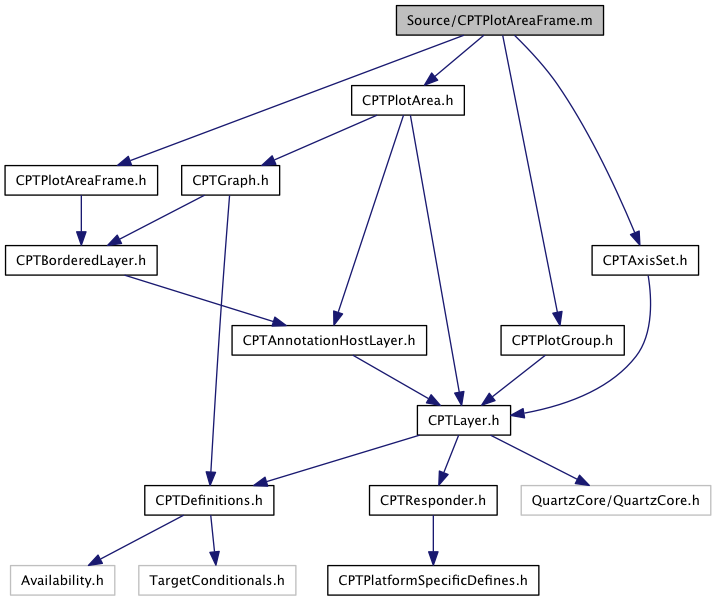 Source/CPTPlotAreaFrame.m
CPTPlotArea.h
CPTPlotAreaFrame.h
CPTGraph.h
CPTBorderedLayer.h
CPTAxisSet.h
CPTAnnotationHostLayer.h
CPTPlotGroup.h
CPTLayer.h
CPTDefinitions.h
CPTResponder.h
QuartzCore/QuartzCore.h
Availability.h
TargetConditionals.h
CPTPlatformSpecificDefines.h